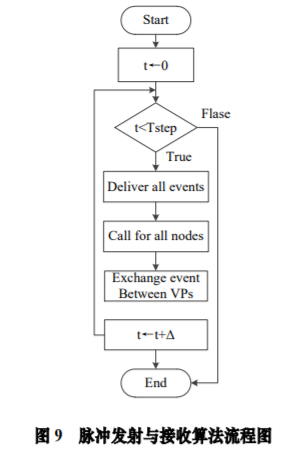 Start
t←0
t<Tstep
Flase
True
Deliver all events
Call for all nodes
Exchange event
Between VPs
t←t+Δ
End
图 9 脉冲发射与接收算法流程图